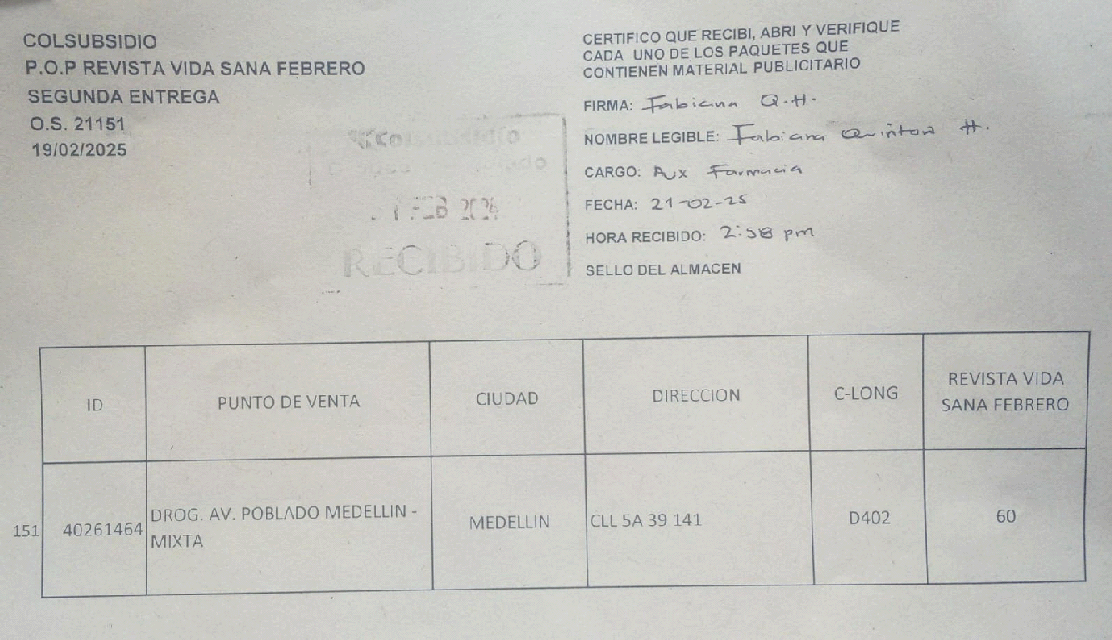 COLSUBSIDIO
P.O.P REVISTA VIDA SANA FEBRERO
SEGUNDA ENTREGA
O.S. 21151
19/02/2025
Colsubsidio
FEB
RECIBIDO
CERTIFICO QUE RECIBI, ABRI Y VERIFIQUE
CADA UNO DE LOS PAQUETES QUE
CONTIENEN MATERIAL PUBLICITARIO
FIRMA: Fabiana Q.H.
NOMBRE LEGIBLE: Fabiana H.
CARGO: Aux Farmacia
FECHA: 21-02-25
HORA RECIBIDO: 2:58 pm
SELLO DEL ALMACEN
ID PUNTO DE VENTA CIUDAD DIRECCION C-LONG REVISTA VIDA
SANA FEBRERO
151 40261464 DROG. AV. POBLADO MEDELLIN - MEDELLIN CLL 5A 39 141 D402 60
MIXTA